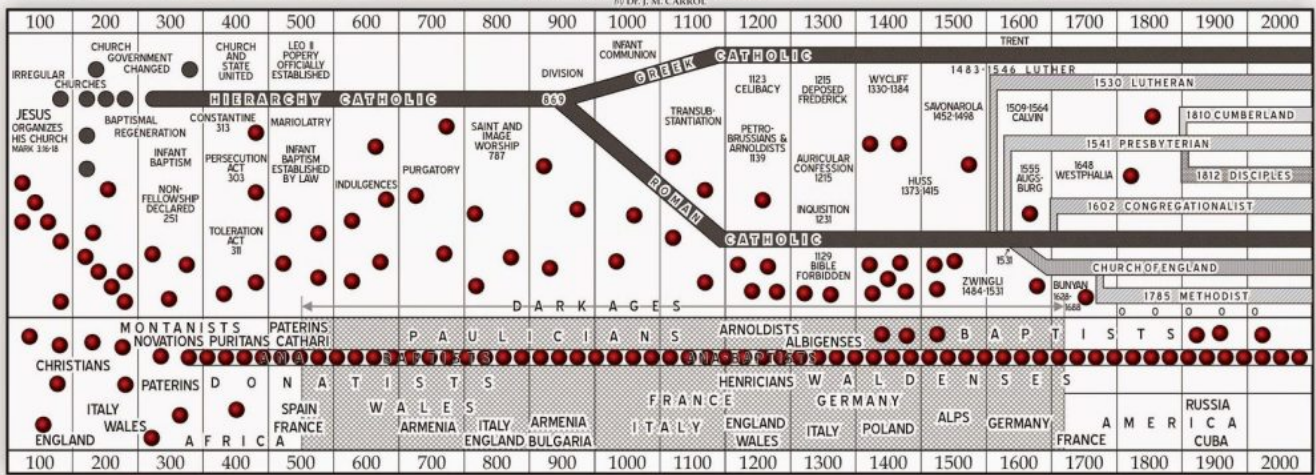 by Dr. J. M. CARROL
100 200 300 400 500 600 700 800 900 1000 1100 1200 1300 1400 1500 1600 1700 1800 1900 2000
IRREGULAR
CHURCHES
CHURCH
GOVERNMENT
CHANGED
CHURCH
AND
STATE
UNITED
LEO II
POPERY
OFFICIALLY
ESTABLISHED
DIVISION
INFANT
COMMUNION
GREEK CATHOLIC
TRENT
HIERARCHY CATHOLIC
869
ROMAN
CATHOLIC
JESUS
ORGANIZES
HIS CHURCH
MARK 3:16-18
BAPTISMAL
REGENERATION
INFANT
BAPTISM
NON-
FELLOWSHIP
DECLARED
251
CONSTANTINE
313
PERSECUTION
ACT
303
TOLERATION
ACT
311
MARIOLATRY
INFANT
BAPTISM
ESTABLISHED
BY LAW
INDULGENCES
PURGATORY
SAINT AND
IMAGE
WORSHIP
787
TRANSUB-
STANTIATION
1123
CELIBACY
PETRO-
BRUSSIANS &
ARNOLDISTS
1139
1129
BIBLE
FORBIDDEN
1215
DEPOSED
FREDERICK
AURICULAR
CONFESSION
1215
INQUISITION
1231
WYCLIFF
1330-1384
HUSS
1373-1415
SAVONAROLA
1452-1498
ZWINGLI
1484-1531
1483-1546 LUTHER
1530 LUTHERAN
1509-1564
CALVIN
1810 CUMBERLAND
1541 PRESBYTERIAN
1555
AUGS-
BURG
1648
WESTPHALIA
1812 DISCIPLES
1602 CONGREGATIONALIST
1531
CHURCH OF ENGLAND
BUNYAN
1628-
1688
1785 METHODIST
DARK AGES
MONTANISTS
NOVATIONS PURITANS
PATERINS
CATHARI
PAULICIANS
ARNOLDISTS
ALBIGENSES
BAPTISTS
ANA BAPTISTS
ANA-BAPTISTS
CHRISTIANS
PATERINS
DONATISTS
HENRICIANS
WALDENSES
ENGLAND
ITALY
WALES
AFRICA
SPAIN
FRANCE
WALES
ARMENIA
ITALY
ENGLAND
ARMENIA
BULGARIA
FRANCE
ITALY
ENGLAND
WALES
GERMANY
ITALY
POLAND
ALPS
GERMANY
FRANCE
AMERICA
RUSSIA
CUBA
100 200 300 400 500 600 700 800 900 1000 1100 1200 1300 1400 1500 1600 1700 1800 1900 2000